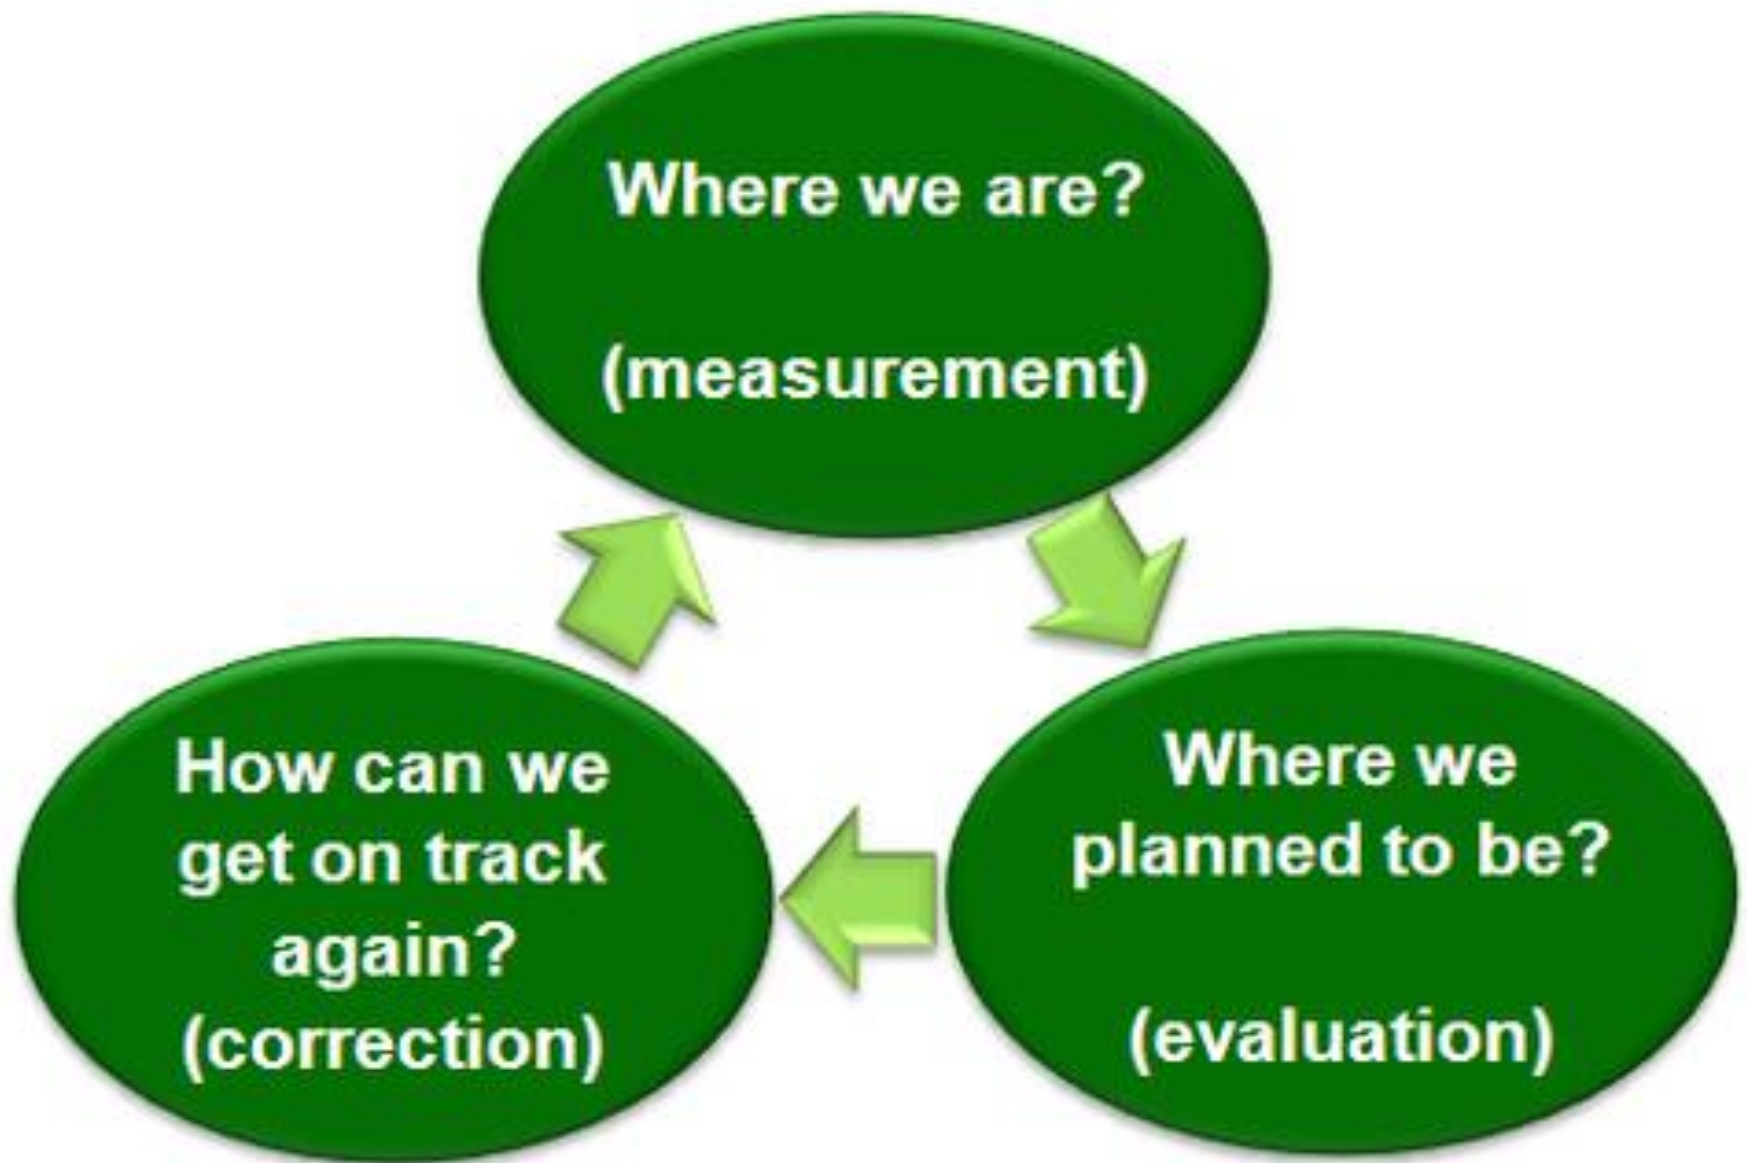 Where we are?
(measurement)
Where we
planned to be?
(evaluation)
How can we
get on track
again?
(correction)